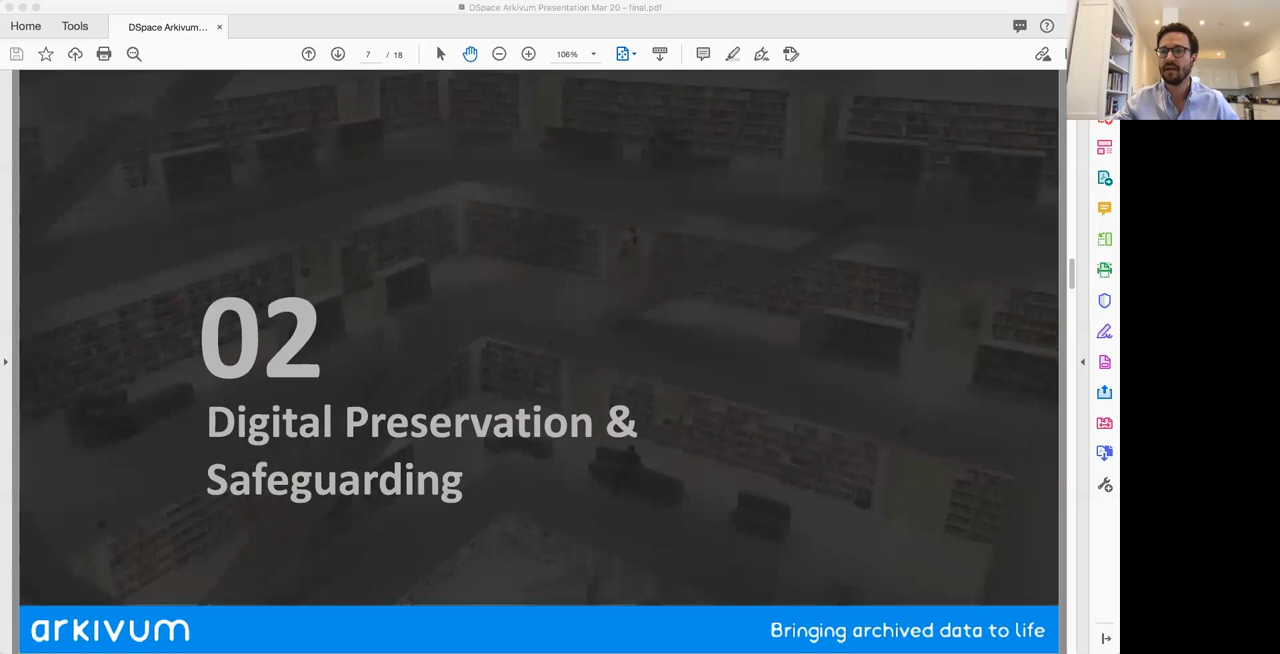 DSpace Arkivum Presentation Mar 20 - final.pdf
Home
Tools
DSpace Arkivum...
×
7 / 18
106%
02
Digital Preservation &
Safeguarding
arkivum
Bringing archived data to life